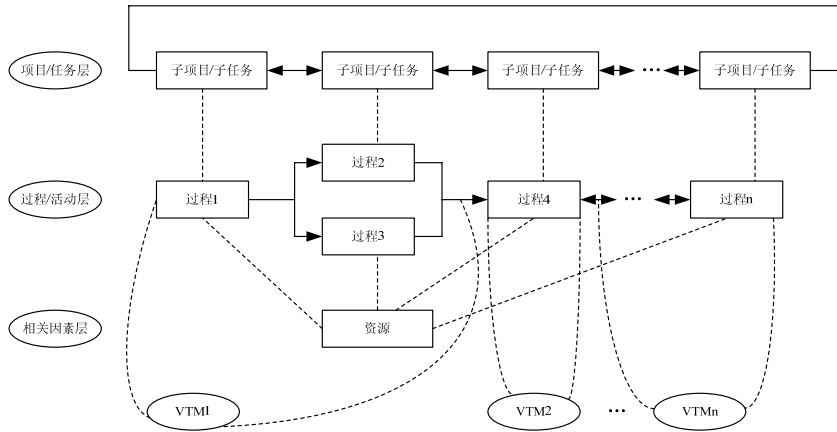 项目/任务层
子项目/子任务
子项目/子任务
子项目/子任务
...
子项目/子任务
过程/活动层
过程1
过程2
过程3
过程4
...
过程n
相关因素层
资源
VTM1
VTM2
...
VTMn